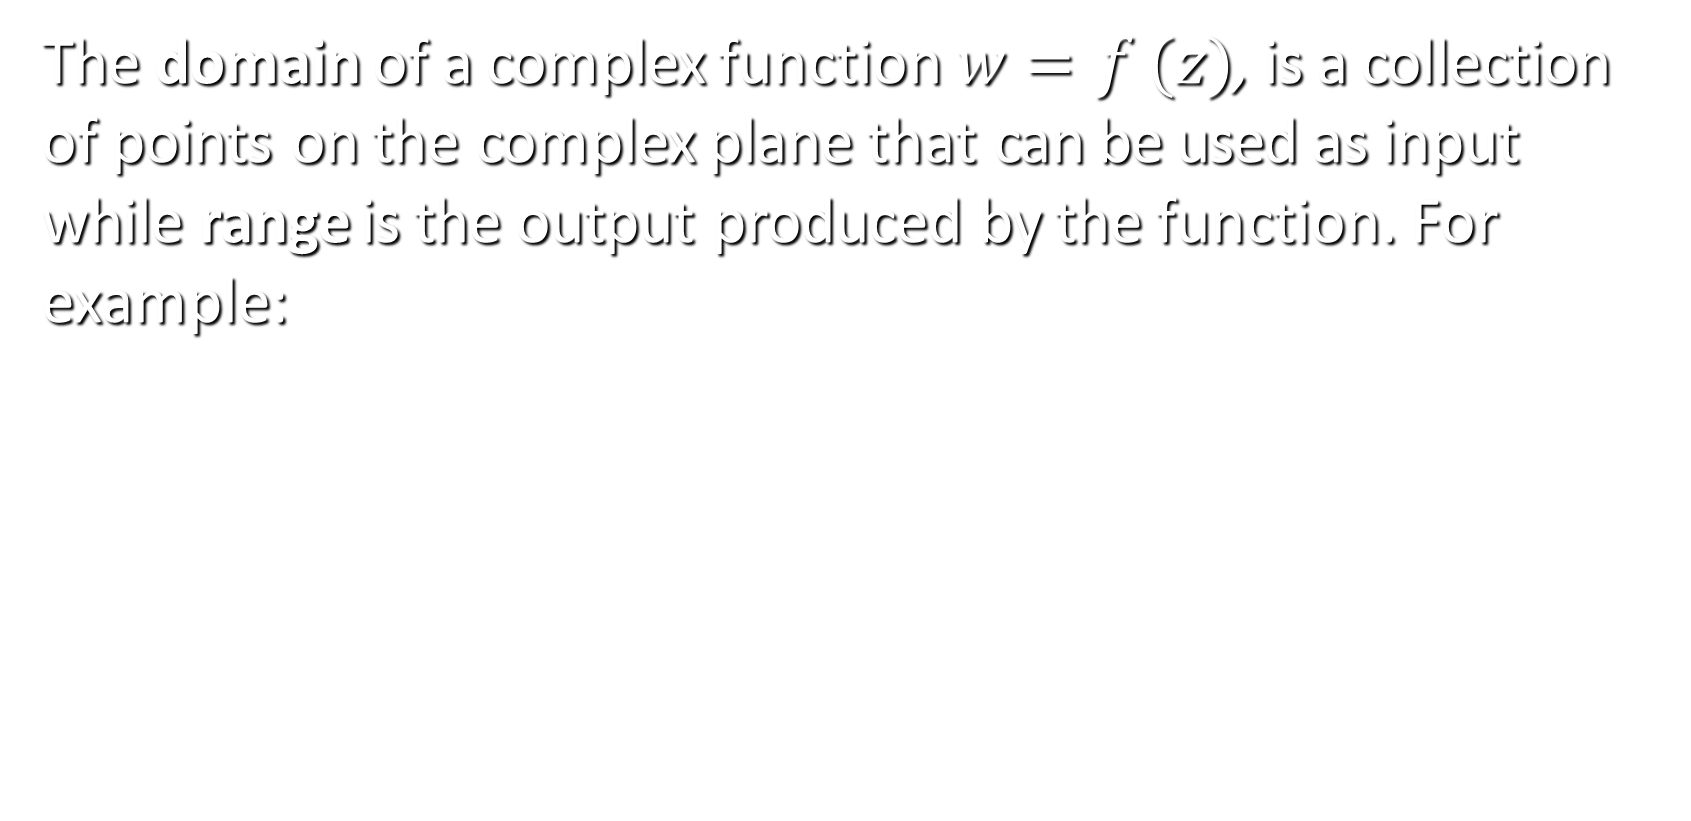 The domain of a complex function w = f (z), is a collection
of points on the complex plane that can be used as input
while range is the output produced by the function. For
example: